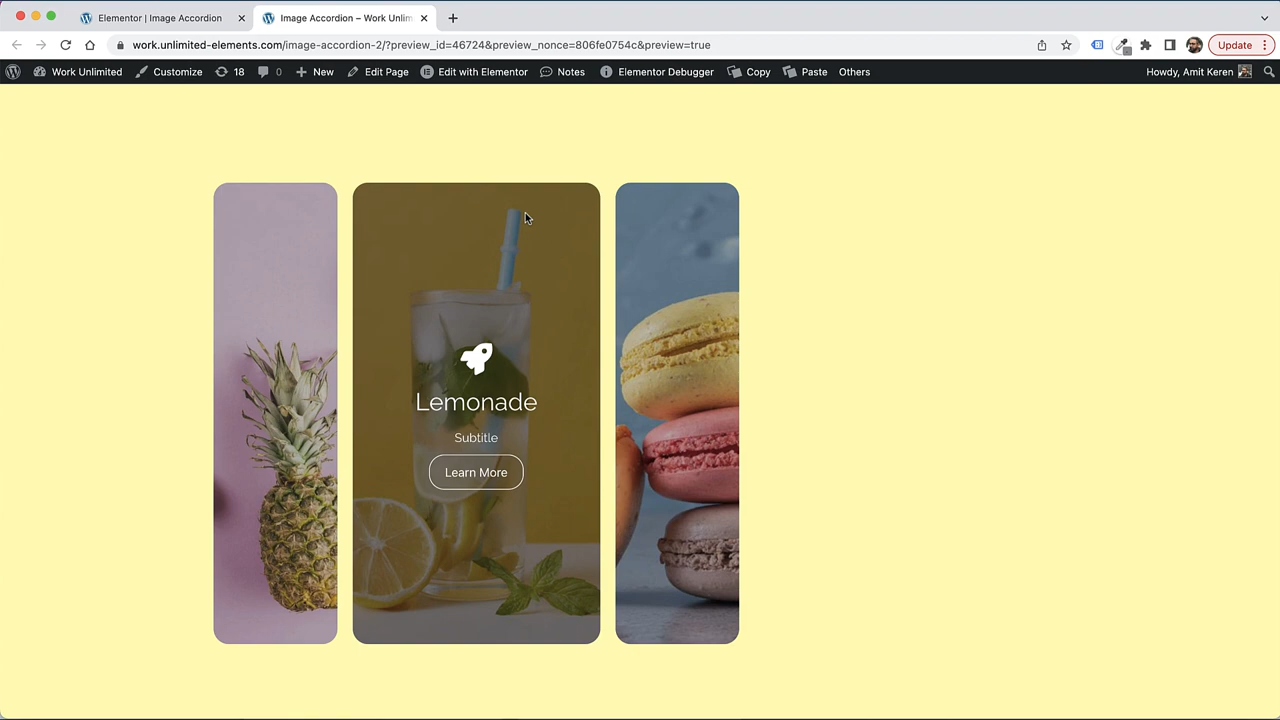 Elementor | Image Accordion
Image Accordion – Work Unlim
work.unlimited-elements.com/image-accordion-2/?preview_id=46724&preview_nonce=806fe0754c&preview=true
Update
Work Unlimited
Customize
18
0
New
Edit Page
Edit with Elementor
Notes
Elementor Debugger
Copy
Paste
Others
Howdy, Amit Keren
Lemonade
Subtitle
Learn More